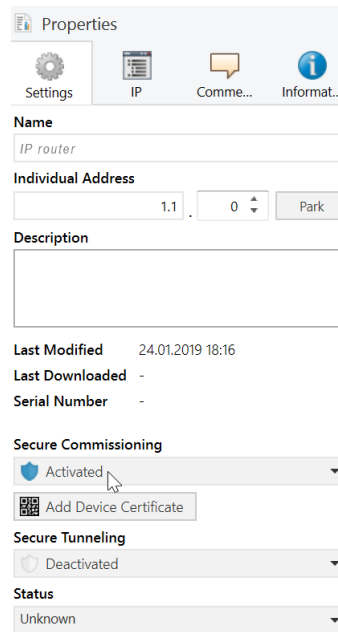 Properties
Settings IP Comme... Informat...
Name
IP router
Individual Address
1.1 . 0 Park
Description
Last Modified 24.01.2019 18:16
Last Downloaded -
Serial Number -
Secure Commissioning
Activated
Add Device Certificate
Secure Tunneling
Deactivated
Status
Unknown